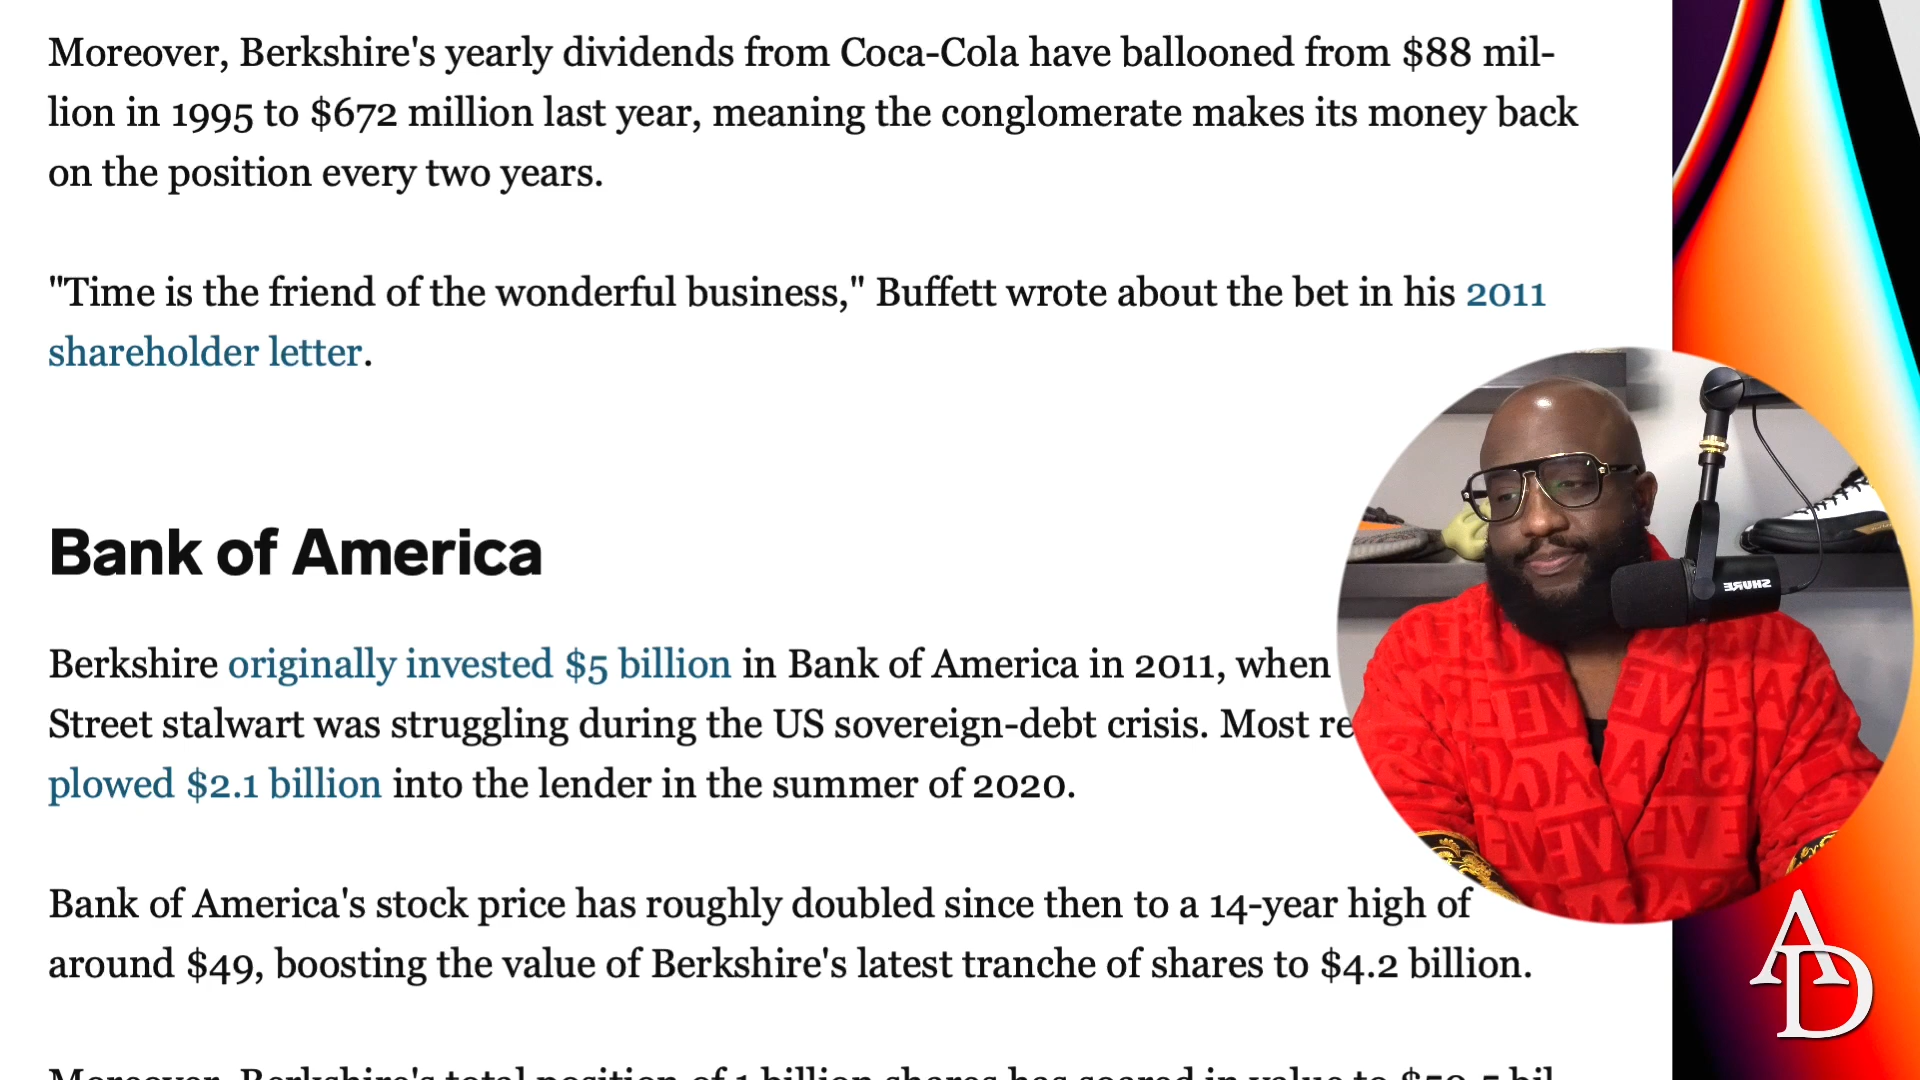 Moreover, Berkshire's yearly dividends from Coca-Cola have ballooned from $88 mil-
lion in 1995 to $672 million last year, meaning the conglomerate makes its money back
on the position every two years.
"Time is the friend of the wonderful business," Buffett wrote about the bet in his 2011
shareholder letter.
Bank of America
Berkshire originally invested $5 billion in Bank of America in 2011, when
Street stalwart was struggling during the US sovereign-debt crisis. Most re
plowed $2.1 billion into the lender in the summer of 2020.
Bank of America's stock price has roughly doubled since then to a 14-year high of
around $49, boosting the value of Berkshire's latest tranche of shares to $4.2 billion.
Moreover, Berkshire's total position of 1 billion shares has soared in value to $50.5 bil-
SHURE
AD